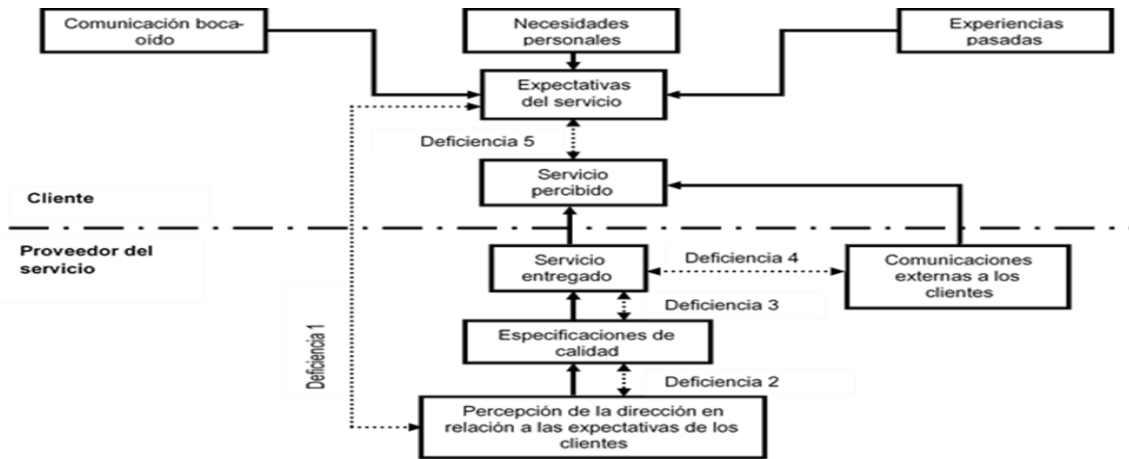 Comunicación boca-
oído
Necesidades
personales
Experiencias
pasadas
Expectativas
del servicio
Deficiencia 5
Servicio
percibido
Cliente
Proveedor del
servicio
Servicio
entregado
Deficiencia 4
Comunicaciones
externas a los
clientes
Deficiencia 3
Deficiencia 1
Especificaciones de
calidad
Deficiencia 2
Percepción de la dirección en
relación a las expectativas de los
clientes